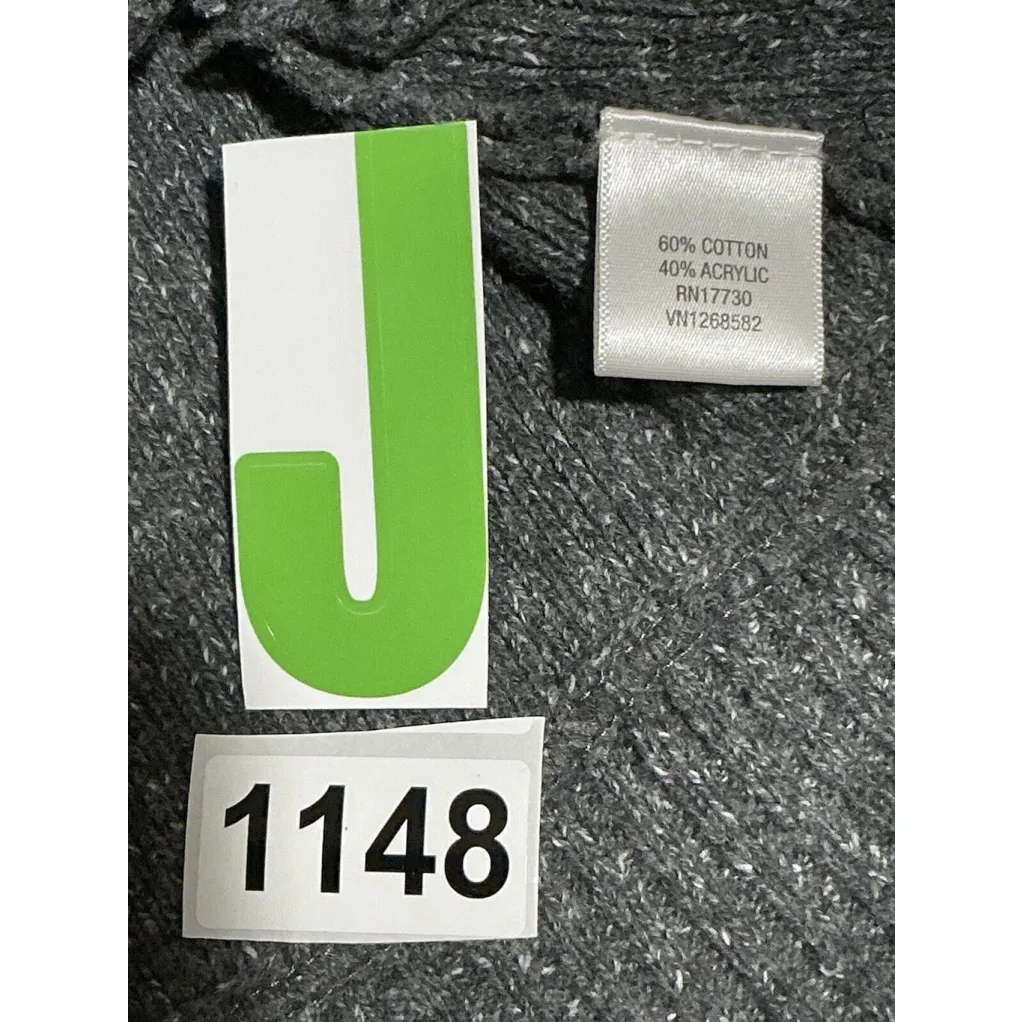 J
60% COTTON
40% ACRYLIC
RN17730
VN1268582
1148